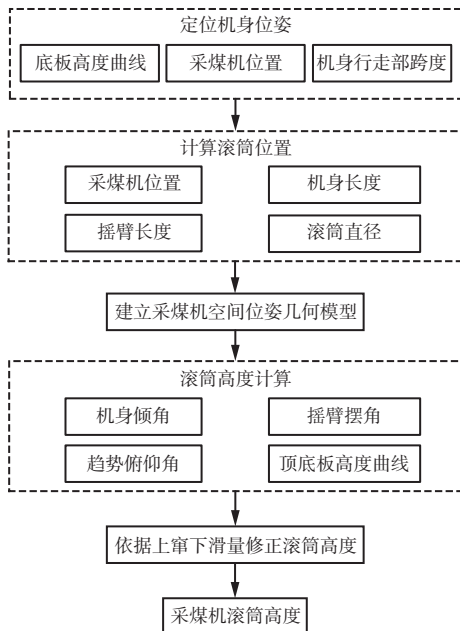 定位机身位姿
底板高度曲线 采煤机位置 机身行走部跨度
计算滚筒位置
采煤机位置 机身长度
摇臂长度 滚筒直径
建立采煤机空间位姿几何模型
滚筒高度计算
机身倾角 摇臂摆角
趋势俯仰角 顶底板高度曲线
依据上窜下滑量修正滚筒高度
采煤机滚筒高度